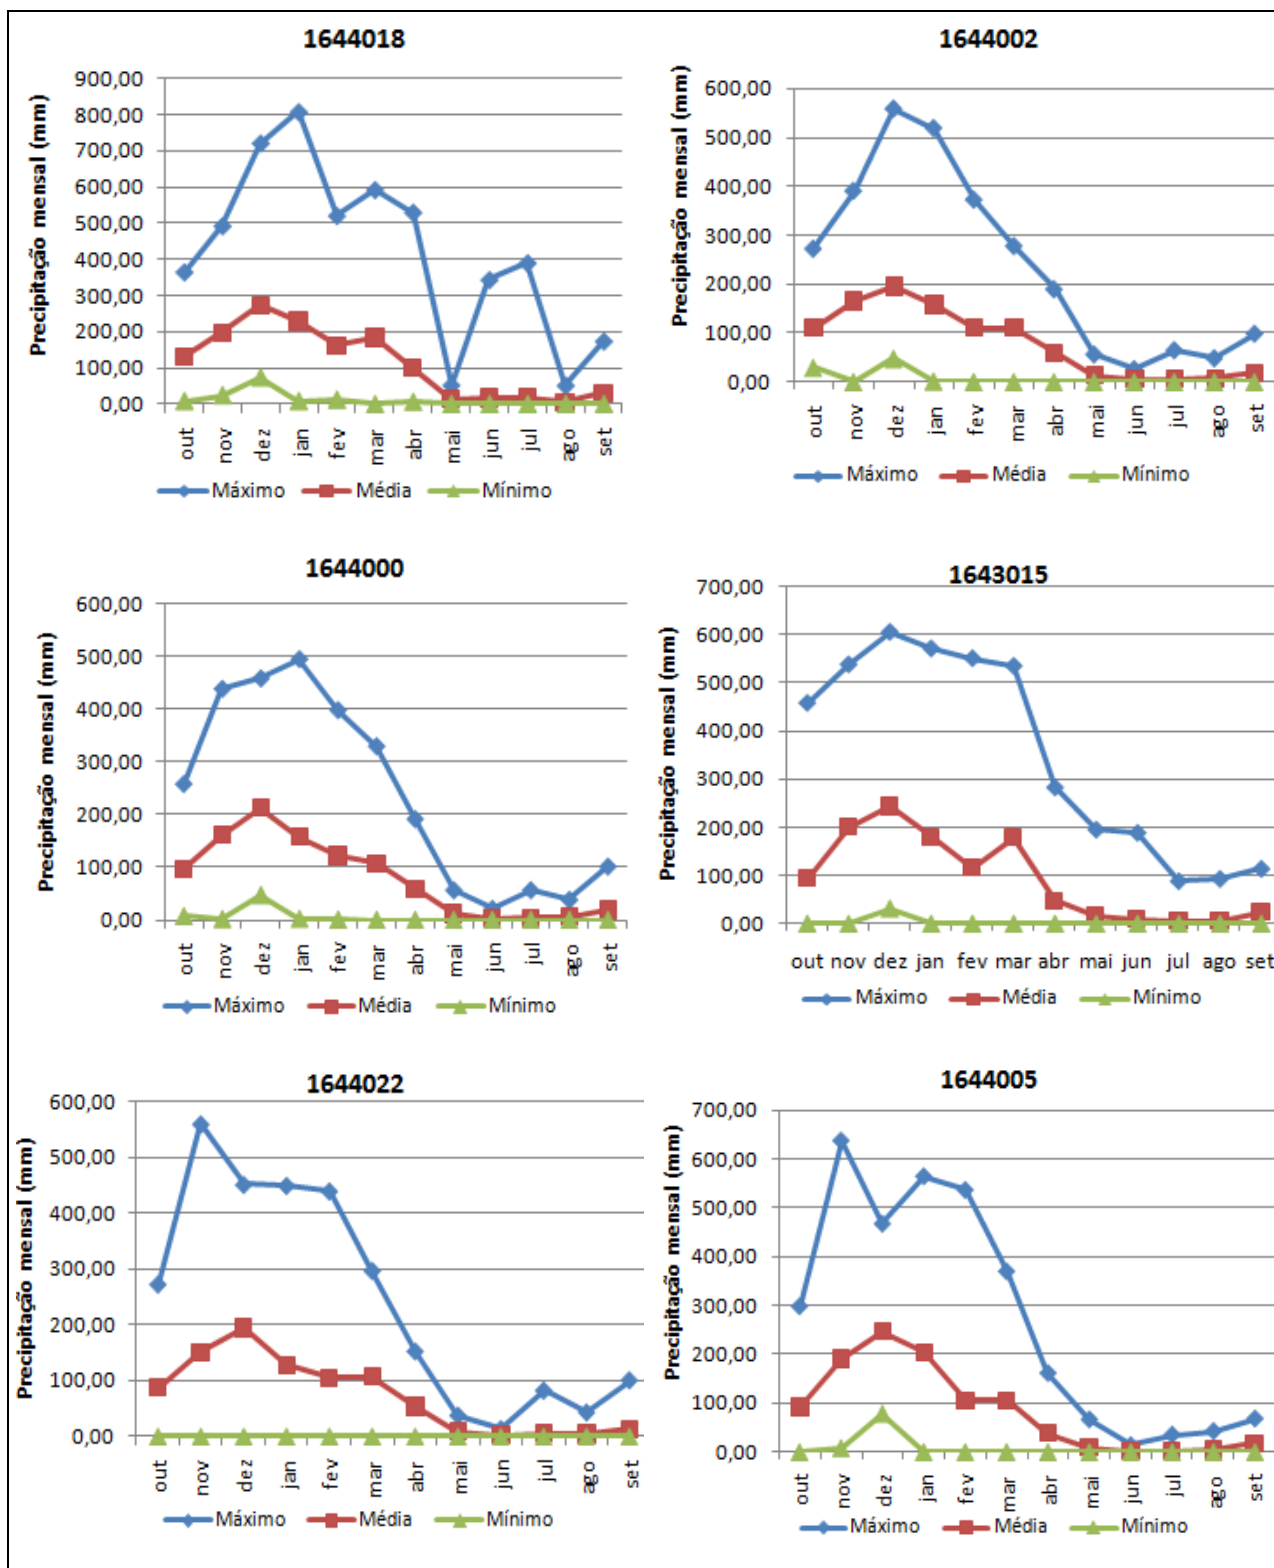 1644018
Precipitação mensal (mm)
900,00
800,00
700,00
600,00
500,00
400,00
300,00
200,00
100,00
0,00
out nov dez jan fev mar abr mai jun jul ago set
Máximo Média Mínimo
1644002
Precipitação mensal (mm)
600,00
500,00
400,00
300,00
200,00
100,00
0,00
out nov dez jan fev mar abr mai jun jul ago set
Máximo Média Mínimo
1644000
Precipitação mensal (mm)
600,00
500,00
400,00
300,00
200,00
100,00
0,00
out nov dez jan fev mar abr mai jun jul ago set
Máximo Média Mínimo
1643015
Precipitação mensal (mm)
700,00
600,00
500,00
400,00
300,00
200,00
100,00
0,00
out nov dez jan fev mar abr mai jun jul ago set
Máximo Média Mínimo
1644022
Precipitação mensal (mm)
600,00
500,00
400,00
300,00
200,00
100,00
0,00
out nov dez jan fev mar abr mai jun jul ago set
Máximo Média Mínimo
1644005
Precipitação mensal (mm)
700,00
600,00
500,00
400,00
300,00
200,00
100,00
0,00
out nov dez jan fev mar abr mai jun jul ago set
Máximo Média Mínimo